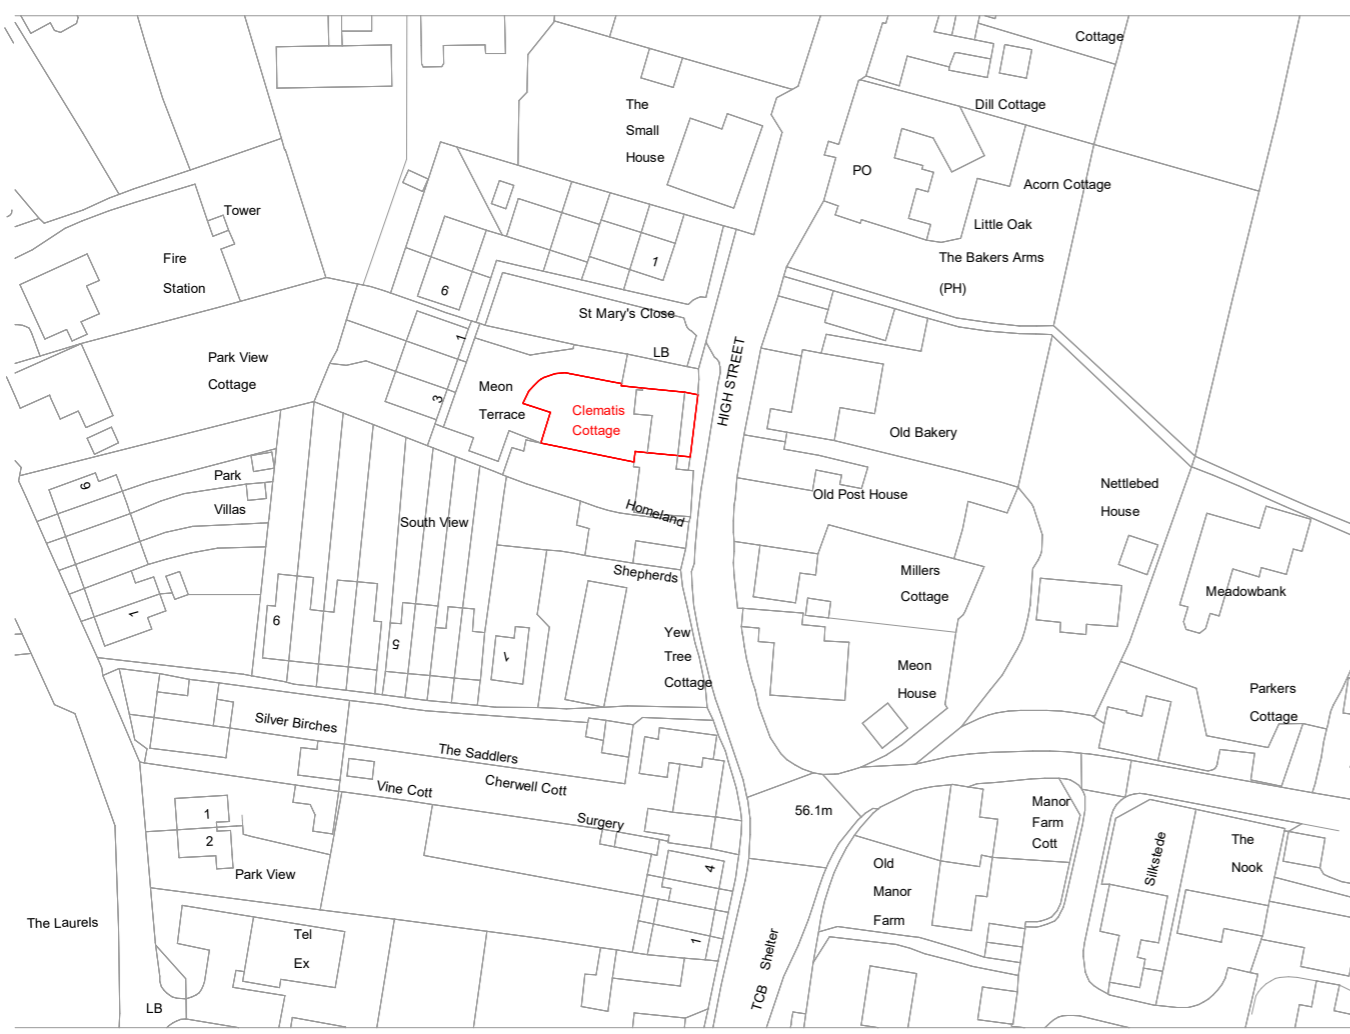 Cottage
The
Small
House
Dill Cottage
PO
Acorn Cottage
Tower
Little Oak
Fire
Station
The Bakers Arms
(PH)
1
6
St Mary's Close
HIGH STREET
LB
1
Park View
Cottage
Meon
Terrace
3
Clematis
Cottage
Old Bakery
Park
Villas
6
South View
Homeland
Old Post House
Nettlebed
House
Shepherds
Millers
Cottage
Meadowbank
1
9
5
1
Yew
Tree
Cottage
Meon
House
Parkers
Cottage
Silver Birches
The Saddlers
Cherwell Cott
Vine Cott
Surgery
56.1m
Manor
Farm
Cott
1
2
Park View
4
1
Old
Manor
Farm
Silkstede
The
Nook
The Laurels
Tel
Ex
TCB Shelter
LB